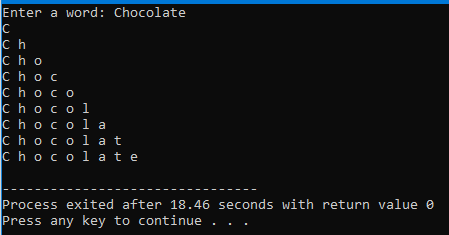 Enter a word: Chocolate
C
C h
C h o
C h o c
C h o c o
C h o c o l
C h o c o l a
C h o c o l a t
C h o c o l a t e
--------------------------------
Process exited after 18.46 seconds with return value 0
Press any key to continue . . .